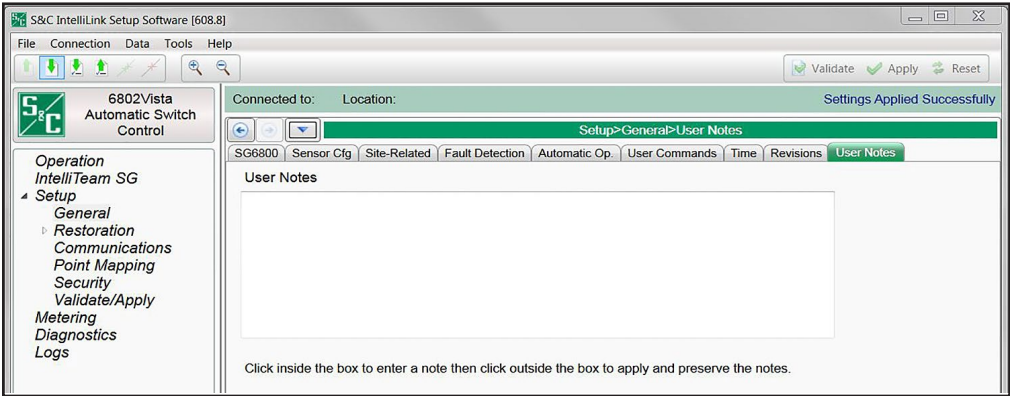 S&C IntelliLink Setup Software [608.8]
File Connection Data Tools Help
Validate Apply Reset
S&C
6802Vista
Automatic Switch
Control
Connected to: Location: Settings Applied Successfully
Setup>General>User Notes
SG6800 Sensor Cfg Site-Related Fault Detection Automatic Op. User Commands Time Revisions User Notes
Operation
IntelliTeam SG
Setup
General
Restoration
Communications
Point Mapping
Security
Validate/Apply
Metering
Diagnostics
Logs
User Notes
Click inside the box to enter a note then click outside the box to apply and preserve the notes.